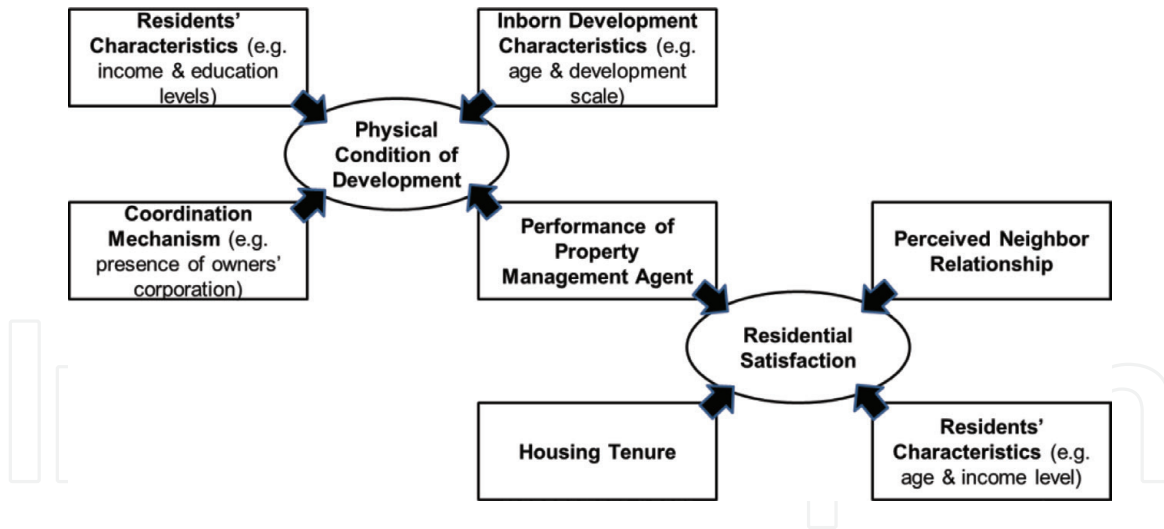 Residents'
Characteristics (e.g.
income & education
levels)
Inborn Development
Characteristics (e.g.
age & development
scale)
Physical
Condition of
Development
Coordination
Mechanism (e.g.
presence of owners'
corporation)
Performance of
Property
Management Agent
Perceived Neighbor
Relationship
Residential
Satisfaction
Housing Tenure
Residents'
Characteristics (e.g.
age & income level)